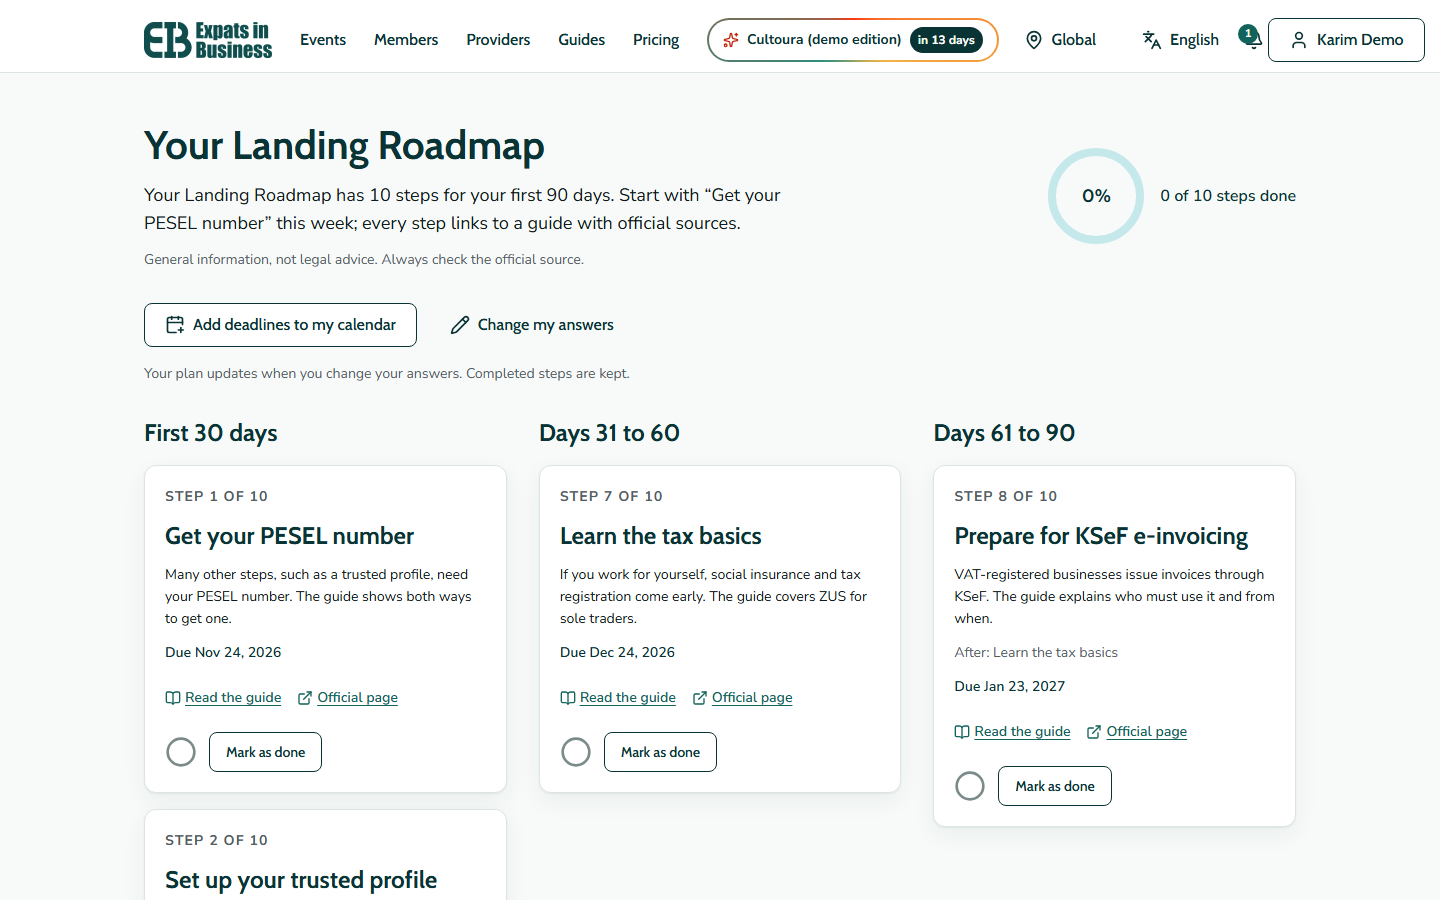 Expats in
Business
Events
Members
Providers
Guides
Pricing
Cultoura (demo edition)
in 13 days
Global
English
1
Karim Demo
Your Landing Roadmap
Your Landing Roadmap has 10 steps for your first 90 days. Start with “Get your
PESEL number” this week; every step links to a guide with official sources.
General information, not legal advice. Always check the official source.
0%
0 of 10 steps done
Add deadlines to my calendar
Change my answers
Your plan updates when you change your answers. Completed steps are kept.
First 30 days
STEP 1 OF 10
Get your PESEL number
Many other steps, such as a trusted profile, need
your PESEL number. The guide shows both ways
to get one.
Due Nov 24, 2026
Read the guide
Official page
Mark as done
STEP 2 OF 10
Set up your trusted profile
Days 31 to 60
STEP 7 OF 10
Learn the tax basics
If you work for yourself, social insurance and tax
registration come early. The guide covers ZUS for
sole traders.
Due Dec 24, 2026
Read the guide
Official page
Mark as done
Days 61 to 90
STEP 8 OF 10
Prepare for KSeF e-invoicing
VAT-registered businesses issue invoices through
KSeF. The guide explains who must use it and from
when.
After: Learn the tax basics
Due Jan 23, 2027
Read the guide
Official page
Mark as done